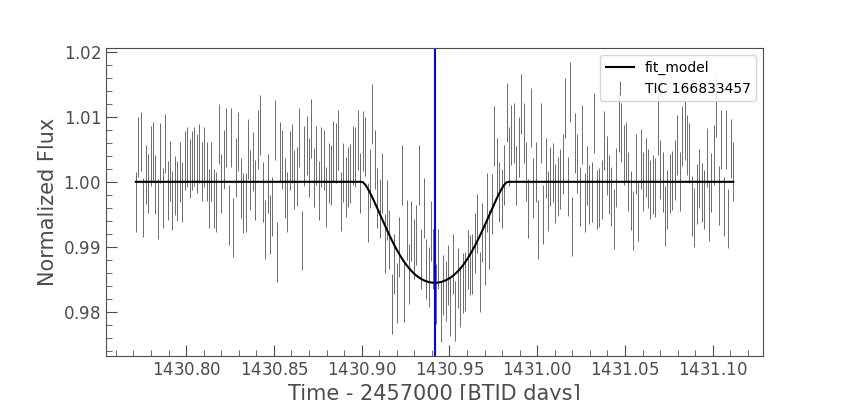 1.02
1.01
1.00
0.99
0.98
Normalized Flux
fit_model
TIC 166833457
1430.80 1430.85 1430.90 1430.95 1431.00 1431.05 1431.10
Time - 2457000 [BTJD days]